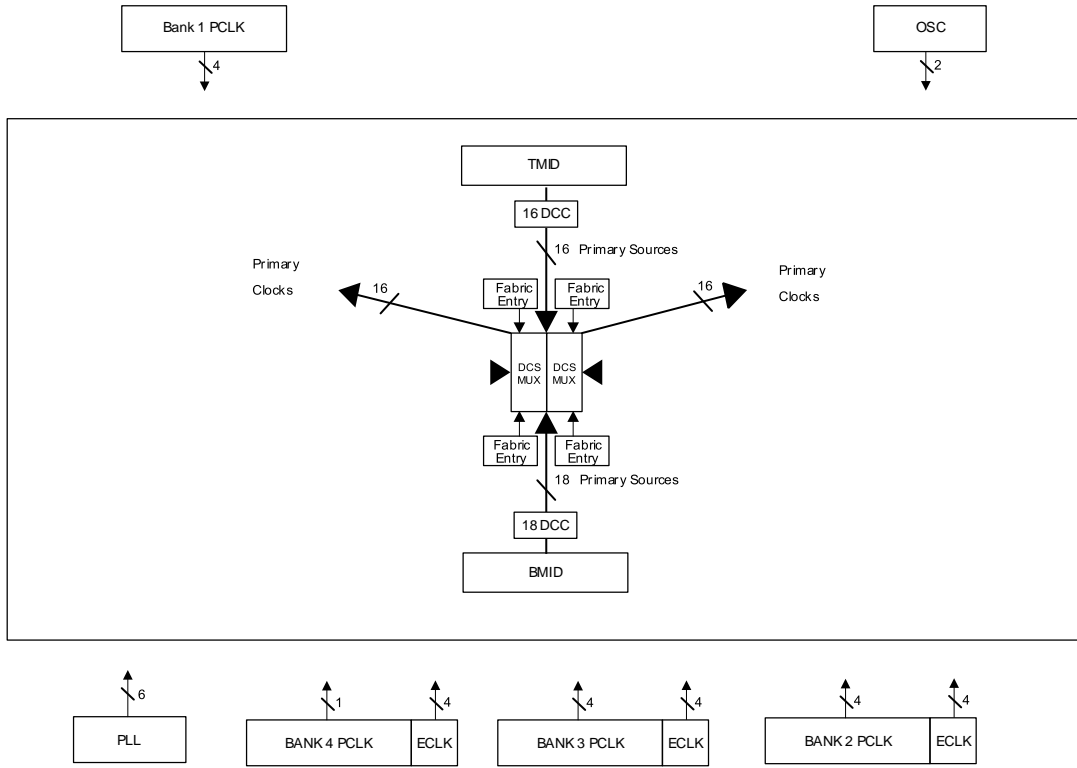 Bank 1 PCLK
OSC
4
2
TMID
16 DCC
16 Primary Sources
Primary
Clocks
16
Fabric
Entry
Fabric
Entry
16
Primary
Clocks
DCS
MUX
DCS
MUX
Fabric
Entry
Fabric
Entry
18 Primary Sources
18 DCC
BMID
6
1
4
4
4
4
4
PLL
BANK 4 PCLK
ECLK
BANK 3 PCLK
ECLK
BANK 2 PCLK
ECLK